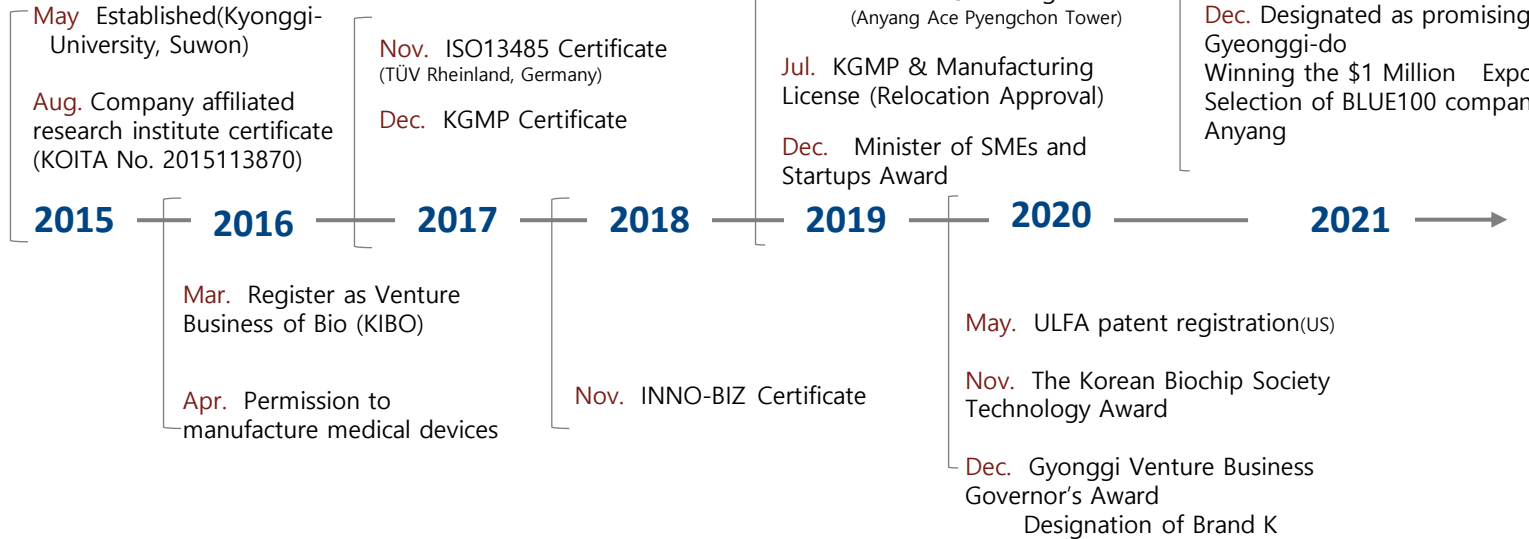 May Established(Kyonggi-
University, Suwon)
Aug. Company affiliated
research institute certificate
(KOITA No. 2015113870)
Nov. ISO13485 Certificate
(TÜV Rheinland, Germany)
Dec. KGMP Certificate
(Anyang Ace Pyengchon Tower)
Jul. KGMP & Manufacturing
License (Relocation Approval)
Dec. Minister of SMEs and
Startups Award
Dec. Designated as promising
Gyeonggi-do
Winning the $1 Million
Selection of BLUE100
Anyang
2015
2016
2017
2018
2019
2020
2021
Mar. Register as Venture
Business of Bio (KIBO)
Apr. Permission to
manufacture medical devices
Nov. INNO-BIZ Certificate
May. ULFA patent registration(US)
Nov. The Korean Biochip Society
Technology Award
Dec. Gyonggi Venture Business
Governor's Award
Designation of Brand K